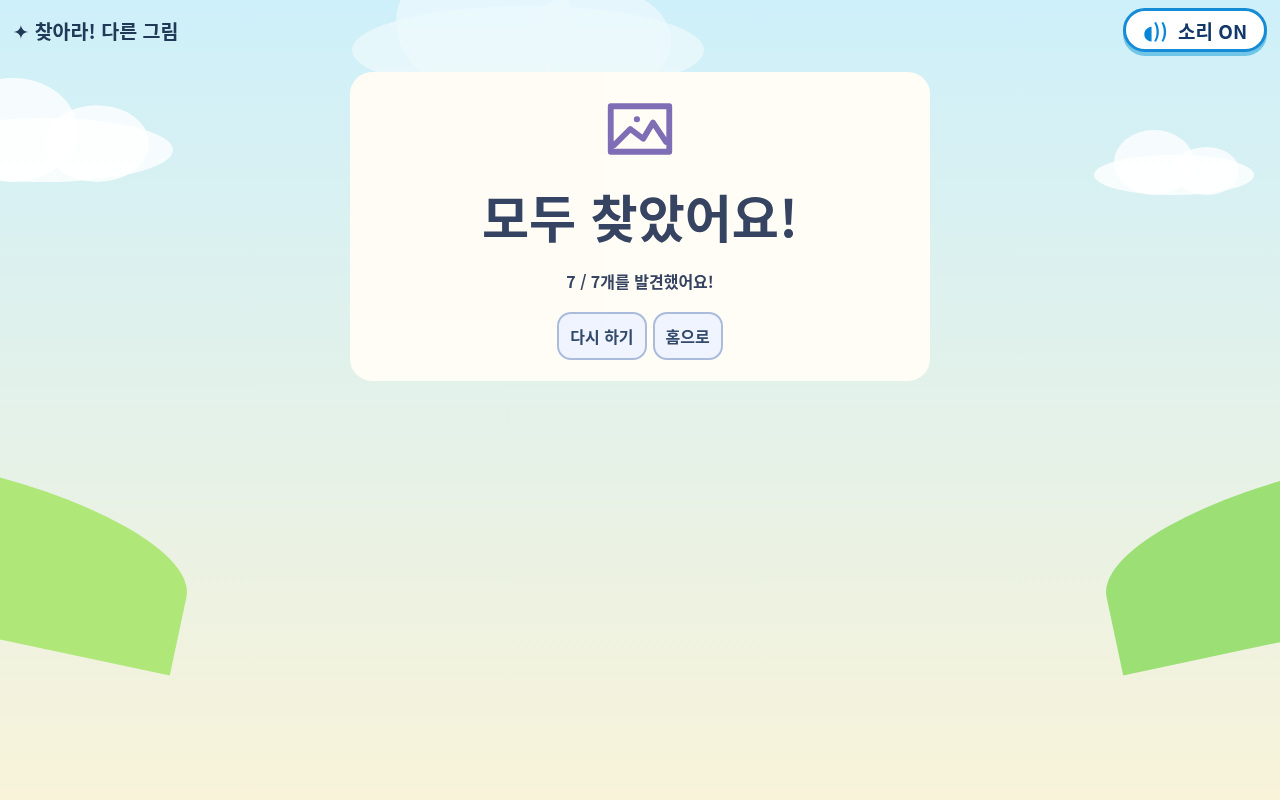 ✦ 찾아라! 다른 그림
소리 ON
모두 찾았어요!
7 / 7개를 발견했어요!
다시 하기
홈으로